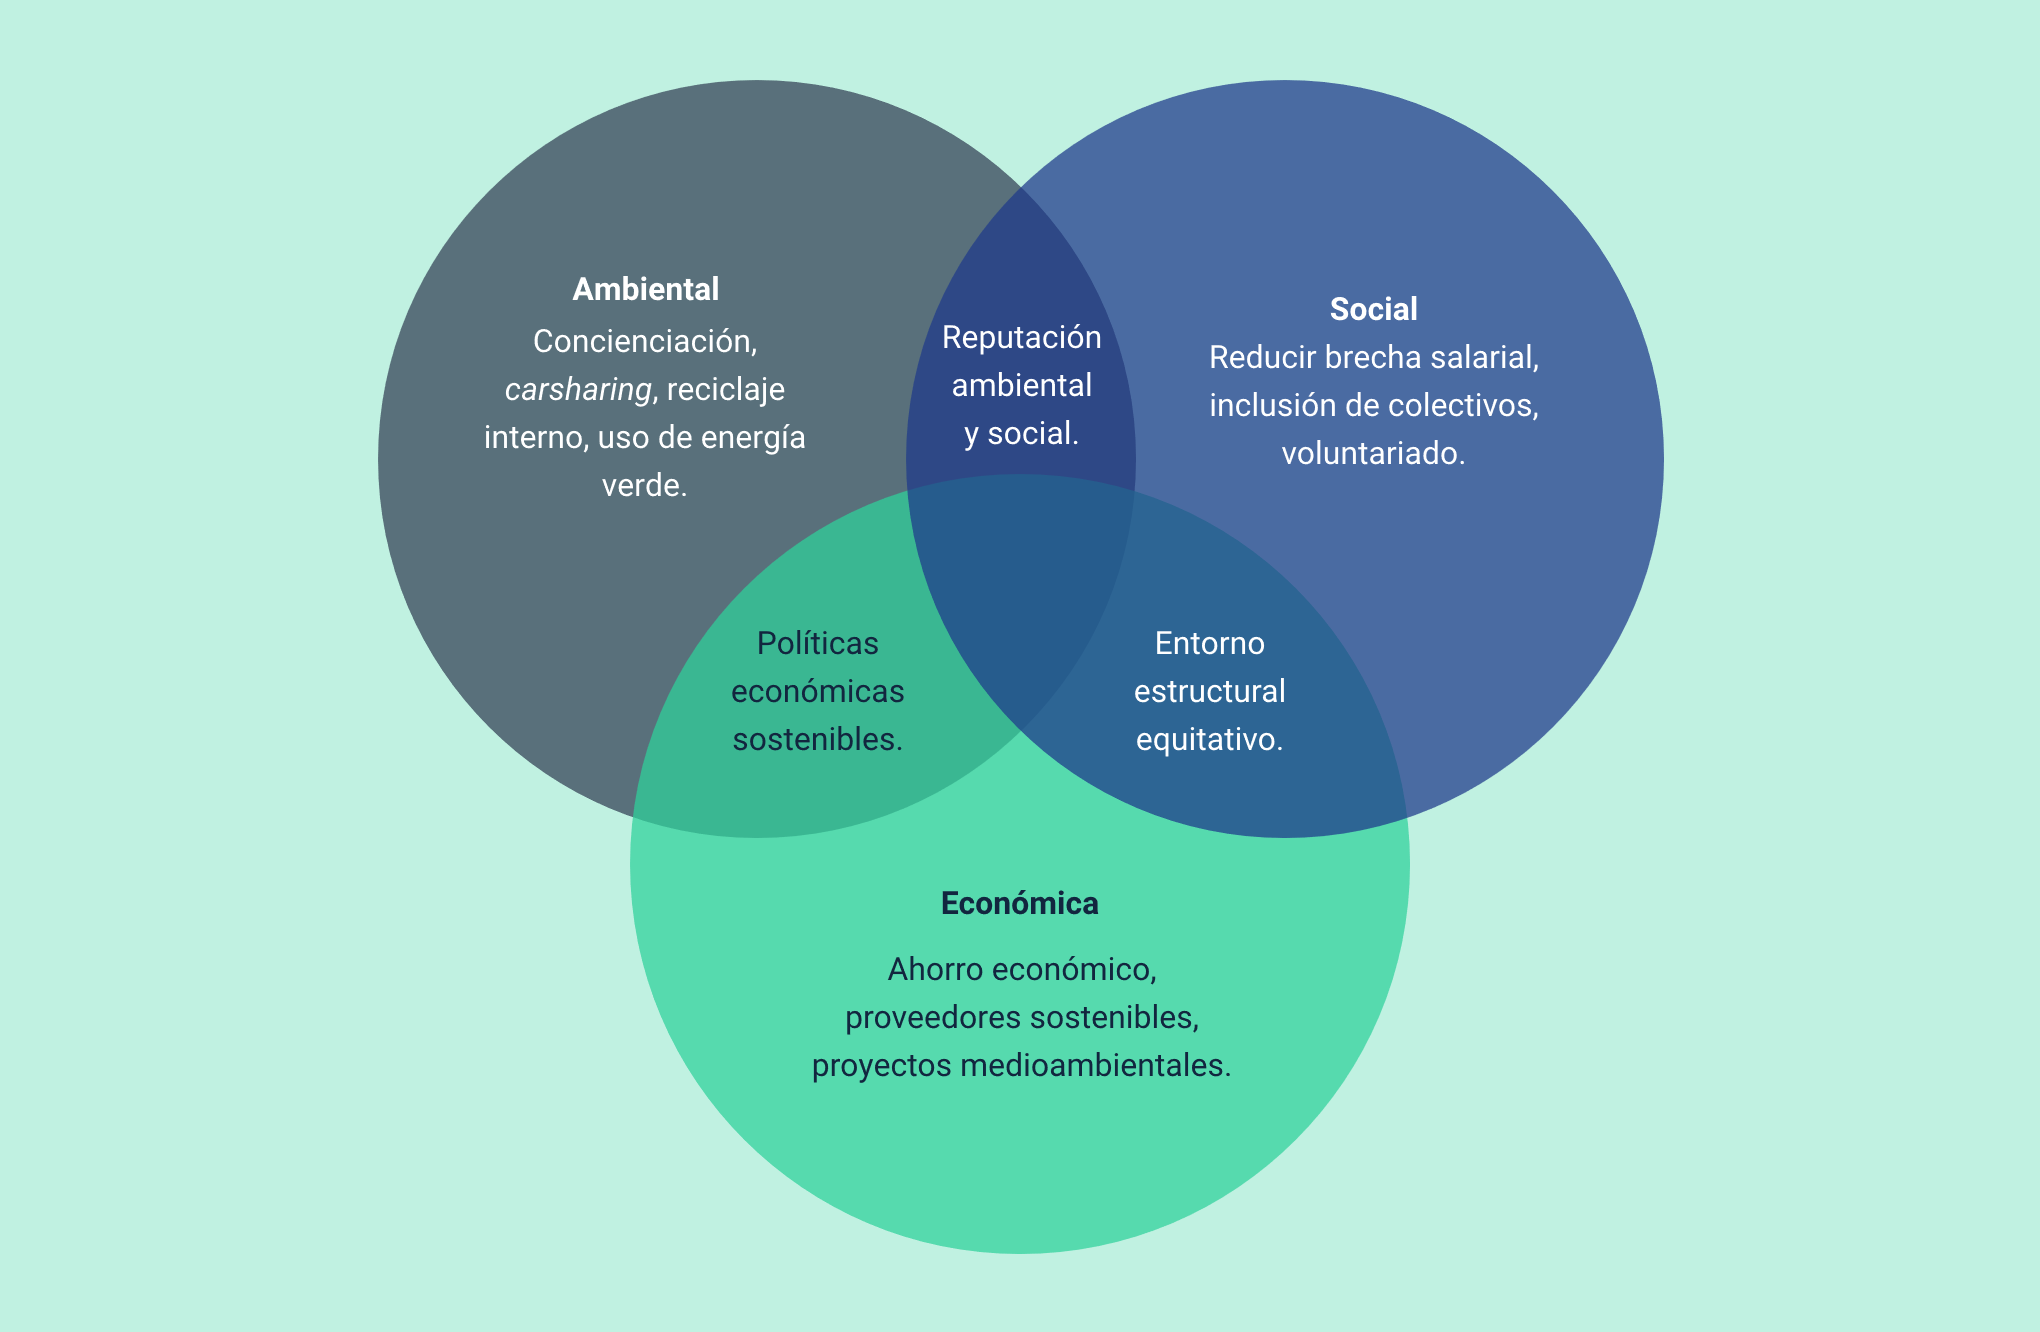 Ambiental
Concienciación,
carsharing, reciclaje
interno, uso de energía
verde.
Reputación
ambiental
y social.
Social
Reducir brecha salarial,
inclusión de colectivos,
voluntariado.
Políticas
económicas
sostenibles.
Entorno
estructural
equitativo.
Económica
Ahorro económico,
proveedores sostenibles,
proyectos medioambientales.